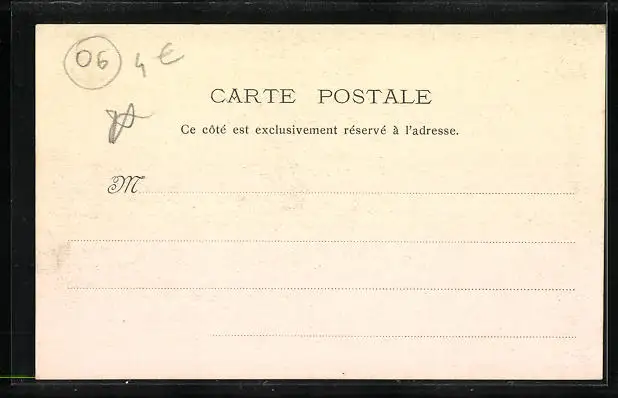 06 4 €
CARTE POSTALE
Ce côté est exclusivement réservé à l'adresse.
M